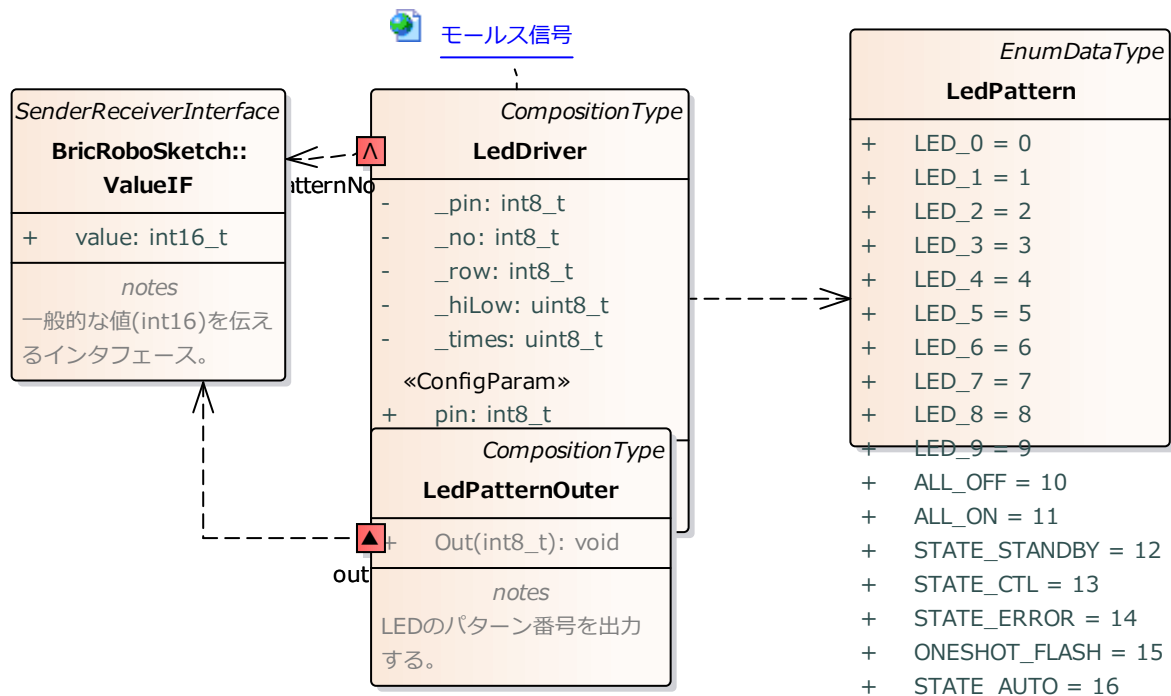 モールス信号
SenderReceiverInterface
BricRoboSketch::
ValueIF
+ value: int16_t
notes
一般的な値(int16)を伝え
るインタフェース。
CompositionType
LedDriver
- _pin: int8_t
- _no: int8_t
- _row: int8_t
- _hiLow: uint8_t
- _times: uint8_t
«ConfigParam»
+ pin: int8_t
CompositionType
LedPatternOuter
+ Out(int8_t): void
notes
LEDのパターン番号を出力
する。
out
EnumDataType
LedPattern
+ LED_0 = 0
+ LED_1 = 1
+ LED_2 = 2
+ LED_3 = 3
+ LED_4 = 4
+ LED_5 = 5
+ LED_6 = 6
+ LED_7 = 7
+ LED_8 = 8
+ LED_9 = 9
+ ALL_OFF = 10
+ ALL_ON = 11
+ STATE_STANDBY = 12
+ STATE_CTL = 13
+ STATE_ERROR = 14
+ ONESHOT_FLASH = 15
+ STATE_AUTO = 16